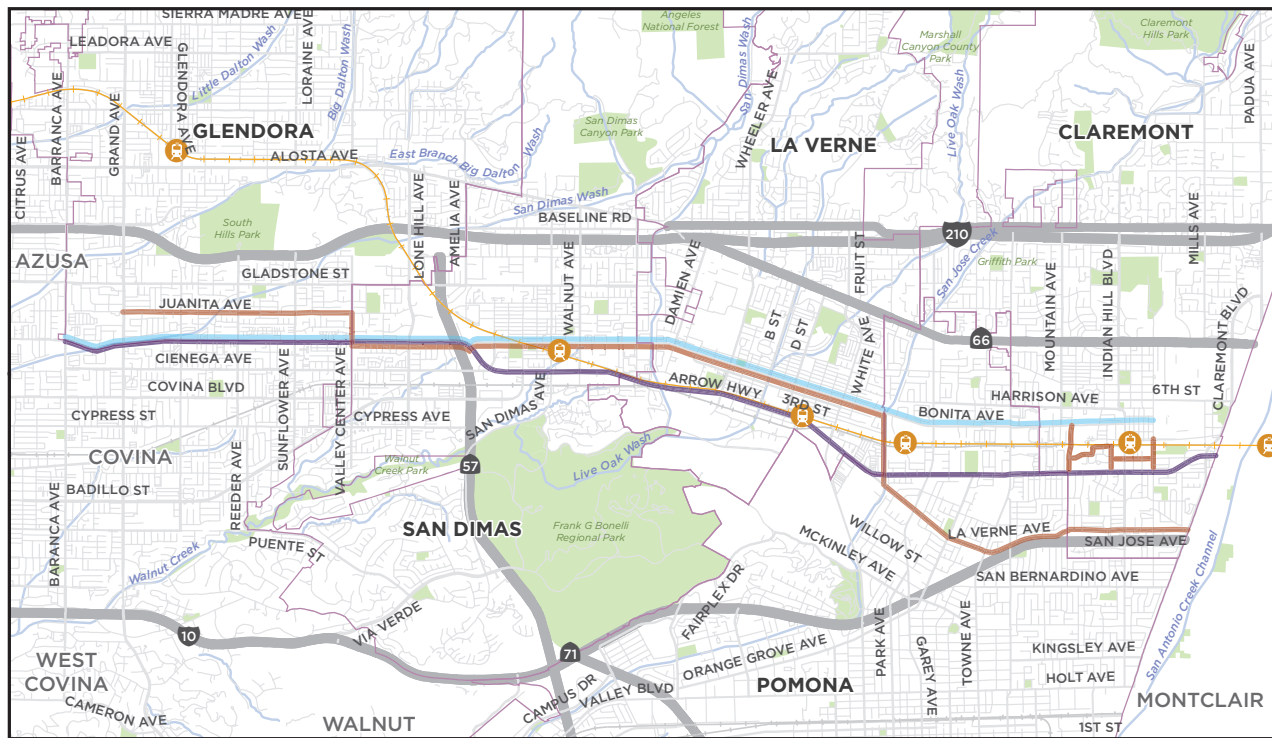 SIERRA MADRE AVE
LEADORA AVE
GLENDORA AVE
LORAINE AVE
Little Dalton Wash
Big Dalton Wash
Angeles
National Forest
San Dimas Wash
Marshall
Canyon County
Park
Claremont
Hills Park
PADUA AVE
CITRUS AVE
BARRANCA AVE
GRAND AVE
GLENDORA
ALOSTA AVE
East Branch Big Dalton Wash
San Dimas
Canyon Park
WHEELER AVE
LA VERNE
Live Oak Wash
CLAREMONT
San Dimas Wash
BASELINE RD
South
Hills Park
LONE HILL AVE
AMELIA AVE
210
MILLS AVE
AZUSA
GLADSTONE ST
WALNUT AVE
DAMIEN AVE
FRUIT ST
San Jose Creek
Griffith Park
JUANITA AVE
B ST
D ST
WHITE AVE
66
MOUNTAIN AVE
INDIAN HILL BLVD
CLAREMONT BLVD
CIENEGA AVE
COVINA BLVD
SUNFLOWER AVE
VALLEY CENTER AVE
ARROW HWY
3RD ST
HARRISON AVE
6TH ST
BONITA AVE
CYPRESS ST
CYPRESS AVE
SAN DIMAS AVE
COVINA
Walnut
Creek Park
57
Live Oak Wash
BADILLO ST
REEDER AVE
BARANCA AVE
SAN DIMAS
Frank G Bonelli
Regional Park
PUENTE ST
Walnut Creek
WILLOW ST
MCKINLEY AVE
LA VERNE AVE
SAN JOSE AVE
SAN BERNARDINO AVE
San Antonio Creek Channel
10
VIA VERDE
FAIRPLEX DR
71
ORANGE GROVE AVE
PARK AVE
GAREY AVE
TOWNE AVE
KINGSLEY AVE
HOLT AVE
WEST
COVINA
CAMPUS DR
VALLEY BLVD
POMONA
MONTCLAIR
CAMERON AVE
WALNUT
1ST ST